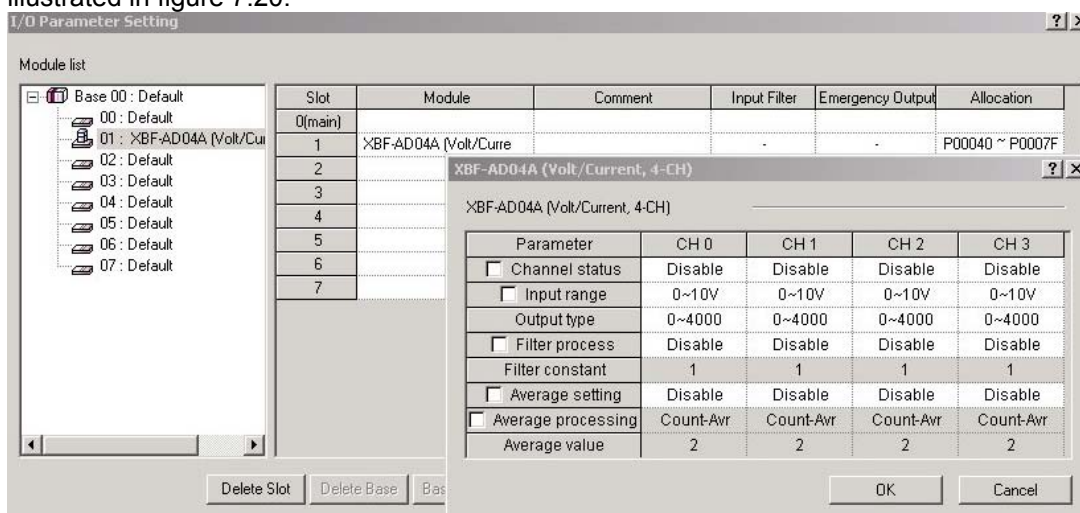 illustrated in figure 7.20.
I/O Parameter Setting
Module list
Base 00 : Default
00 : Default
01 : XBF-AD04A (Volt/Cur
02 : Default
03 : Default
04 : Default
05 : Default
06 : Default
07 : Default
Slot Module Comment Input Filter Emergency Output Allocation
0(main)
1 XBF-AD04A (Volt/Curre - - P00040 ~ P0007F
2
3
4
5
6
7
XBF-AD04A (Volt/Current, 4-CH)
XBF-AD04A (Volt/Current, 4-CH)
Parameter CH 0 CH 1 CH 2 CH 3
Channel status Disable Disable Disable Disable
Input range 0~10V 0~10V 0~10V 0~10V
Output type 0~4000 0~4000 0~4000 0~4000
Filter process Disable Disable Disable Disable
Filter constant 1 1 1 1
Average setting Disable Disable Disable Disable
Average processing Count-Avr Count-Avr Count-Avr Count-Avr
Average value 2 2 2 2
Delete Slot Delete Base Bas
OK Cancel